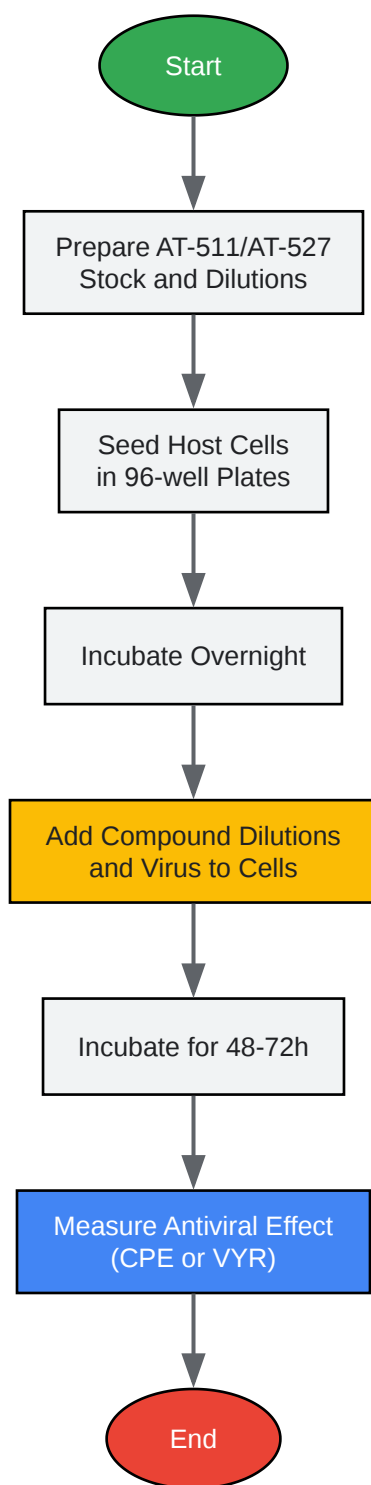 Start
Prepare AT-511/AT-527
Stock and Dilutions
Seed Host Cells
in 96-well Plates
Incubate Overnight
Add Compound Dilutions
and Virus to Cells
Incubate for 48-72h
Measure Antiviral Effect
(CPE or VYR)
End